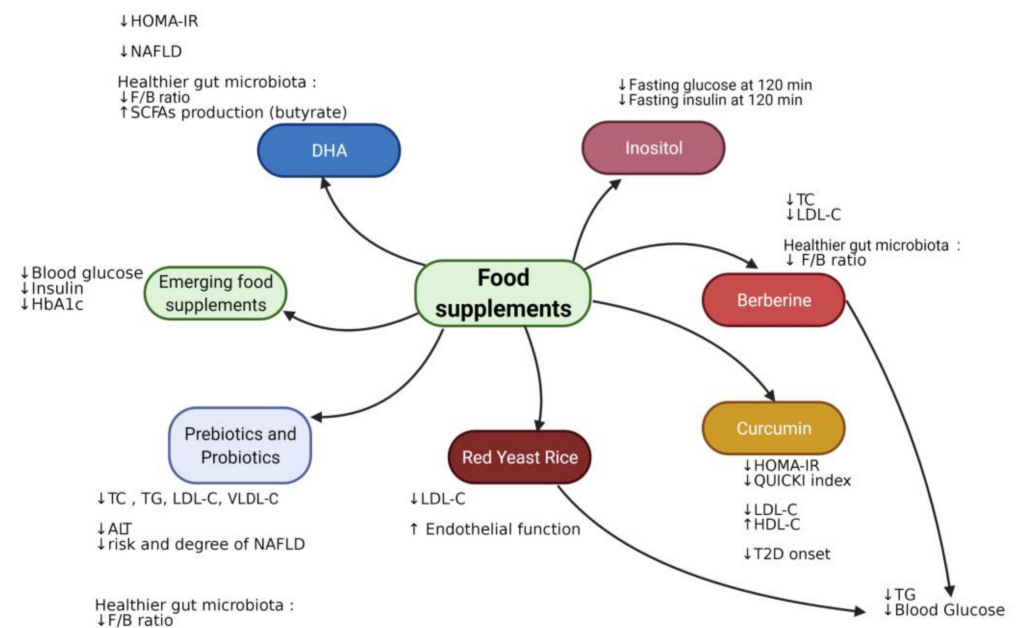 ↓HOMA-IR
↓NAFLD
Healthier gut microbiota :
↓F/B ratio
↑SCFAs production (butyrate)
DHA
↓Fasting glucose at 120 min
↓Fasting insulin at 120 min
Inositol
↓TC
↓LDL-C
Healthier gut microbiota :
↓ F/B ratio
Berberine
↓Blood glucose
↓Insulin
↓HbA1c
Emerging food
supplements
Food
supplements
Prebiotics and
Probiotics
↓TC , TG, LDL-C, VLDL-C
↓ALT
↓risk and degree of NAFLD
Healthier gut microbiota :
↓F/B ratio
Red Yeast Rice
↓LDL-C
↑ Endothelial function
Curcumin
↓HOMA-IR
↓QUICKI index
↓LDL-C
↑HDL-C
↓T2D onset
↓TG
↓Blood Glucose